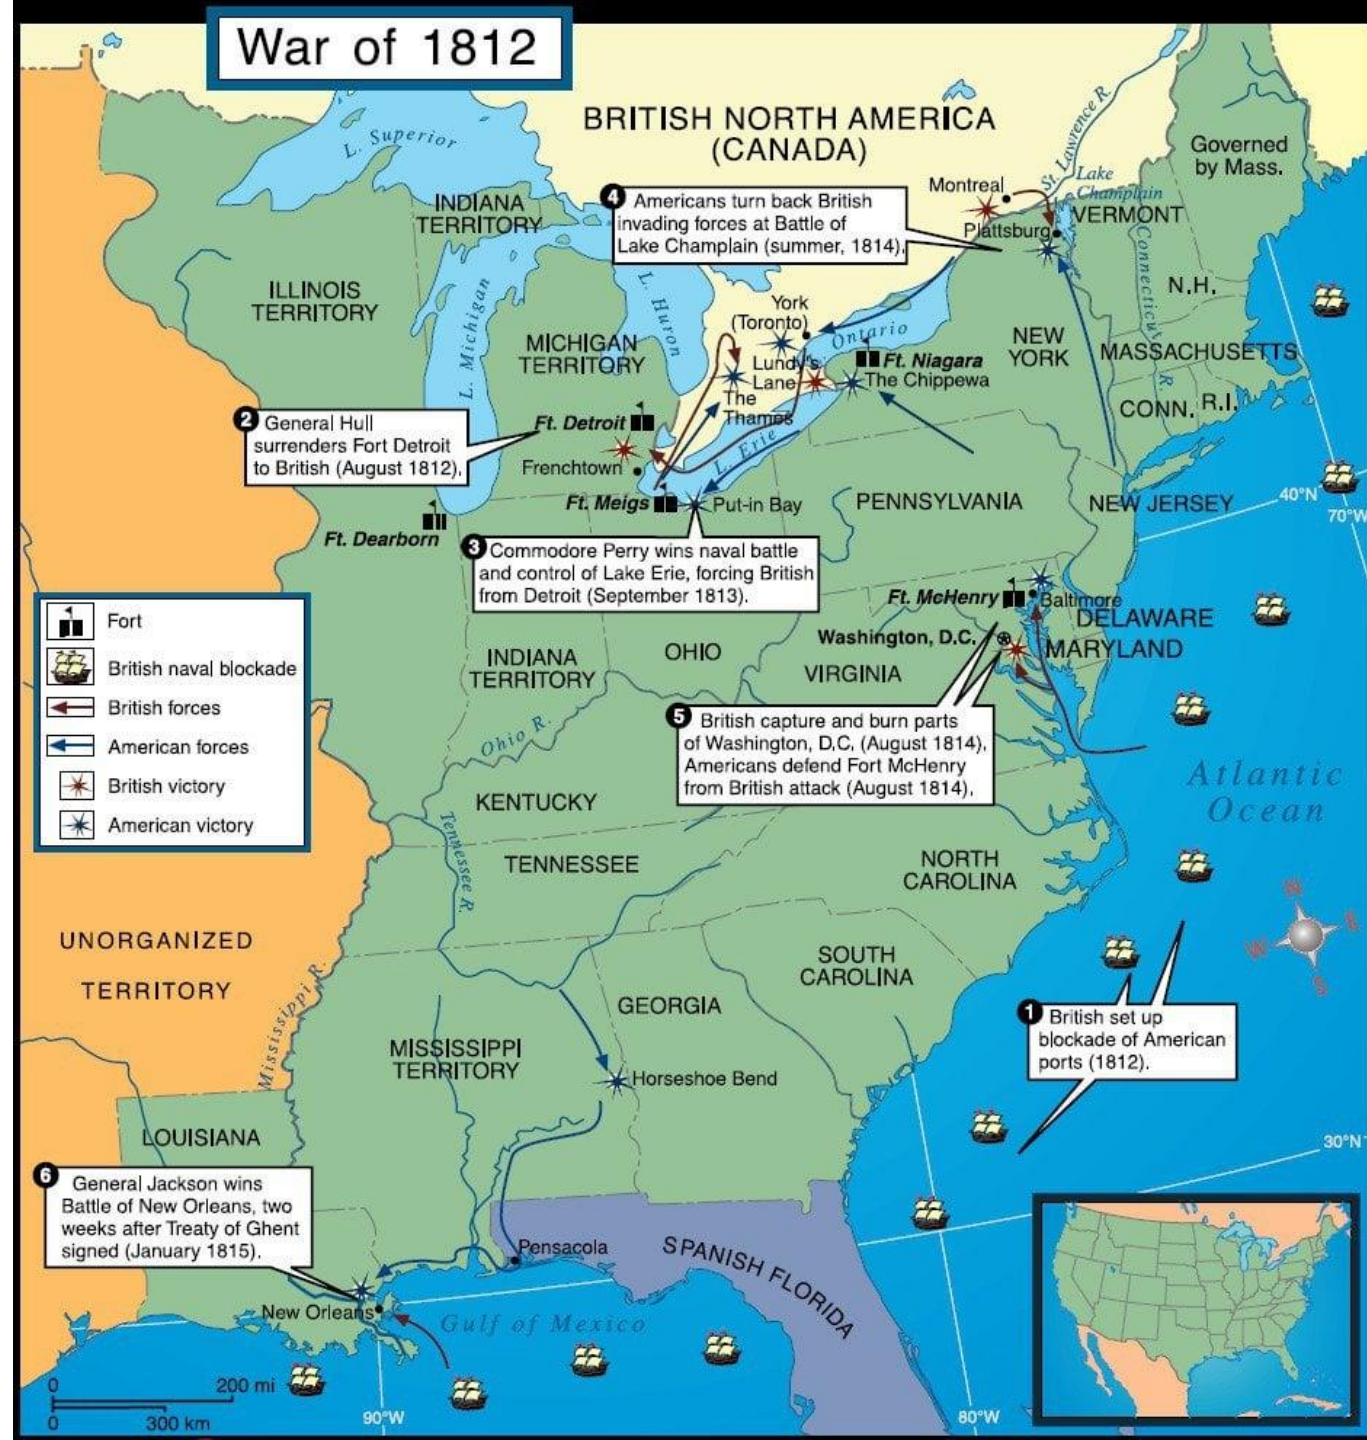 War of 1812
BRITISH NORTH AMERICA
(CANADA)
L. Superior
St. Lawrence R.
Governed
by Mass.
Montreal
Lake
Champlain
VERMONT
Plattsburg
4 Americans turn back British
invading forces at Battle of
Lake Champlain (summer, 1814).
INDIANA
TERRITORY
ILLINOIS
TERRITORY
L. Michigan
L. Huron
MICHIGAN
TERRITORY
York
(Toronto)
L. Ontario
Ft. Niagara
Lundy's
Lane
The Chippewa
The
Thames
NEW
YORK
Connecticut R.
N.H.
MASSACHUSETTS
CONN.
R.I.
2 General Hull
surrenders Fort Detroit
to British (August 1812).
Ft. Detroit
Frenchtown
L. Erie
Ft. Meigs
Put-in Bay
PENNSYLVANIA
NEW JERSEY
40°N
70°W
Ft. Dearborn
3 Commodore Perry wins naval battle
and control of Lake Erie, forcing British
from Detroit (September 1813).
Ft. McHenry
Baltimore
DELAWARE
Washington, D.C.
MARYLAND
Fort
British naval blockade
British forces
American forces
British victory
American victory
INDIANA
TERRITORY
OHIO
VIRGINIA
5 British capture and burn parts
of Washington, D.C. (August 1814).
Americans defend Fort McHenry
from British attack (August 1814).
Ohio R.
KENTUCKY
Tennessee R.
TENNESSEE
NORTH
CAROLINA
Atlantic
Ocean
N
E
W
S
UNORGANIZED
TERRITORY
Mississippi R.
SOUTH
CAROLINA
GEORGIA
MISSISSIPPI
TERRITORY
Horseshoe Bend
1 British set up
blockade of American
ports (1812).
LOUISIANA
30°N
6 General Jackson wins
Battle of New Orleans, two
weeks after Treaty of Ghent
signed (January 1815).
Pensacola
SPANISH FLORIDA
New Orleans
Gulf of Mexico
0
200 mi
0
300 km
90°W
80°W